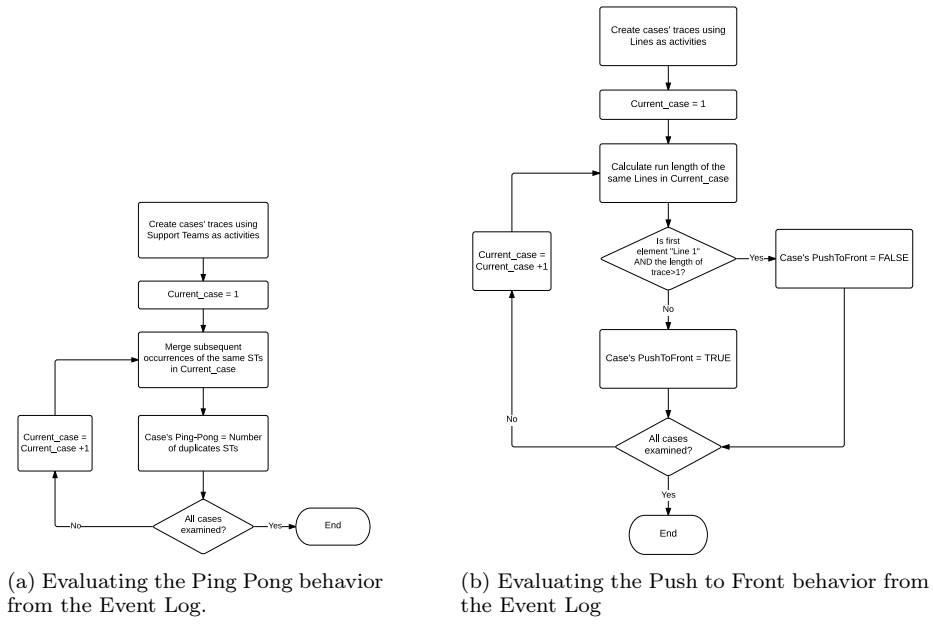 Create cases' traces using
Support Teams as activities
Current_case = 1
Merge subsequent
occurrences of the same STs
in Current_case
Current_case =
Current_case +1
Case's Ping-Pong = Number
of duplicates STs
All cases
examined?
No
Yes
End
(a) Evaluating the Ping Pong behavior
from the Event Log.
Create cases' traces using
Lines as activities
Current_case = 1
Calculate run length of the
same Lines in Current_case
Current_case =
Current_case +1
Is first
element "Line 1"
AND the length of
trace>1?
Yes
Case's PushToFront = FALSE
No
Case's PushToFront = TRUE
No
All cases
examined?
Yes
End
(b) Evaluating the Push to Front behavior from
the Event Log